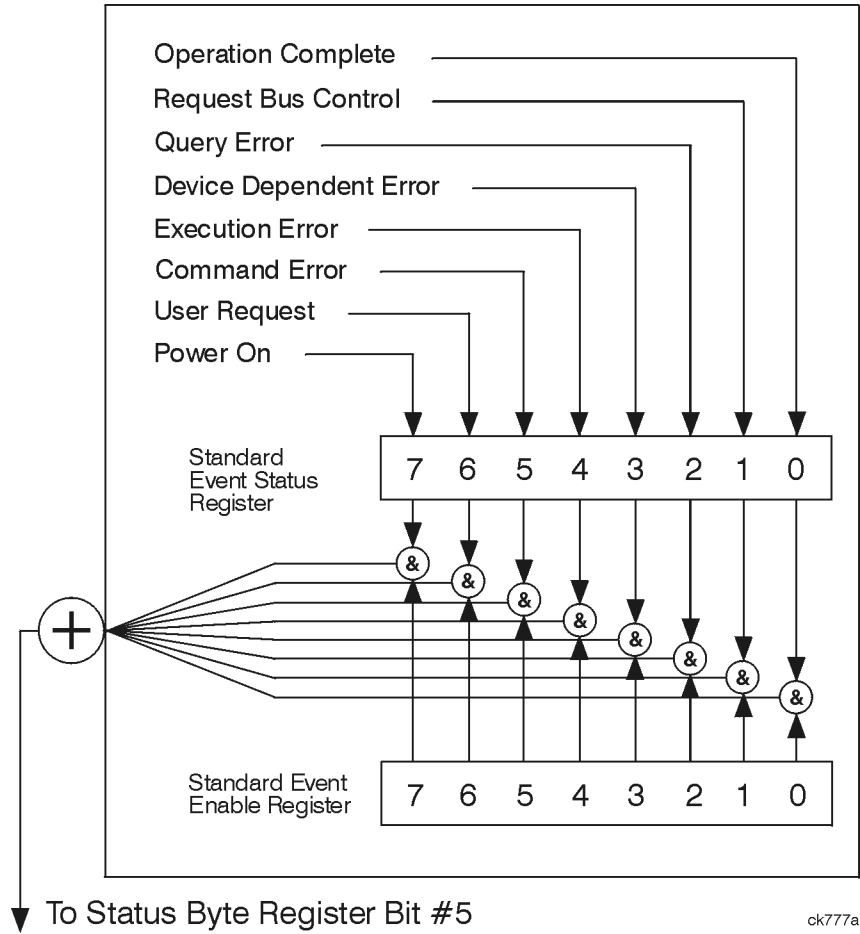 Operation Complete
Request Bus Control
Query Error
Device Dependent Error
Execution Error
Command Error
User Request
Power On
Standard
Event Status
Register
7 6 5 4 3 2 1 0
&
&
&
&
&
&
&
&
+
Standard Event
Enable Register
7 6 5 4 3 2 1 0
To Status Byte Register Bit #5
ck777a